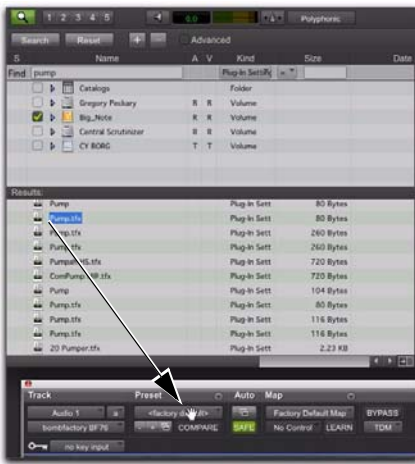 1 2 3 4 5 0.0 Polyphonic
Search Reset + − Advanced
S Name A V Kind Size Date
Find pump Plug-In Settin =
Catalogs Folder
Gregory Peckary R R Volume
Big_Note R R Volume
Central Scrutinizer R R Volume
CY BORG T T Volume
Results:
Pump Plug-In Sett 80 Bytes
Pump.tfx Plug-In Sett 80 Bytes
Pump.tfx Plug-In Sett 260 Bytes
Pump.tfx Plug-In Sett 260 Bytes
Plug-In Sett 720 Bytes
Plug-In Sett 720 Bytes
Pump Plug-In Sett 104 Bytes
Pump.tfx Plug-In Sett 80 Bytes
Pump.tfx Plug-In Sett 116 Bytes
Pump.tfx Plug-In Sett 116 Bytes
20 Pumper.tfx Plug-In Sett 2.23 KB
Track Preset Auto Map
Audio 1 a <factory default> Factory Default Map BYPASS
bombfactory BF76 − + COMPARE SAFE No Control LEARN TDM
no key input